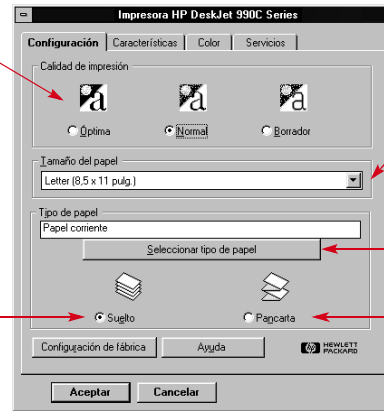 Impresora HP DeskJet 990C Series
Configuración Características Color Servicios
Calidad de impresión
Óptima Normal Borrador
Tamaño del papel
Letter (8,5 x 11 pulg.)
Tipo de papel
Papel corriente
Seleccionar tipo de papel
Suelto Pancarta
Configuración de fábrica Ayuda
HEWLETT
PACKARD
Aceptar Cancelar